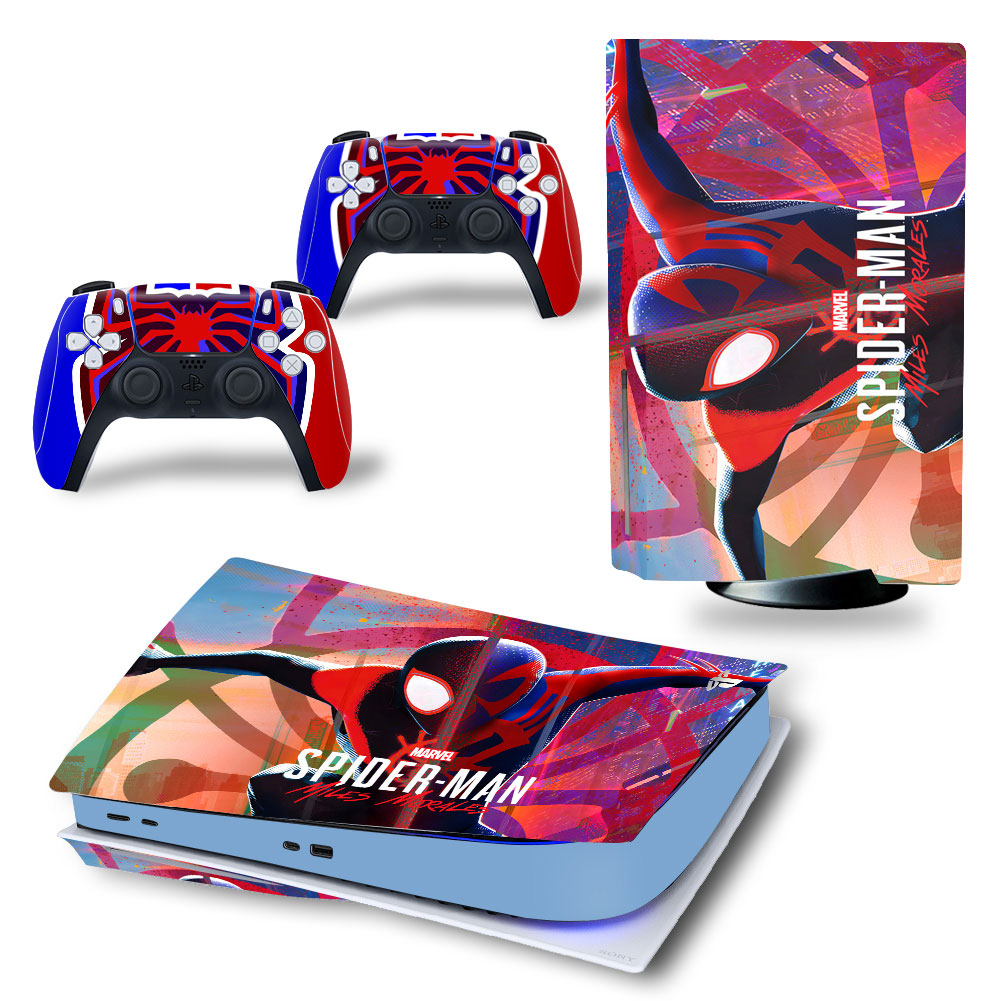 MARVEL
SPIDER-MAN
MILES MORALES
MARVEL
SPIDER-MAN
MILES MORALES
SONY